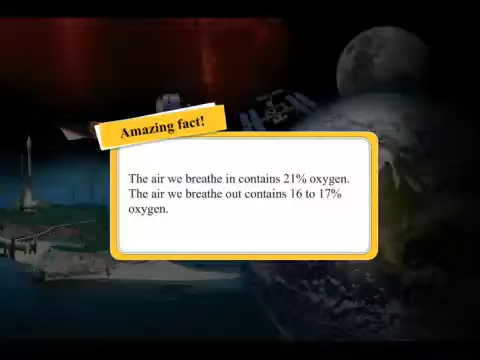 Amazing fact!
The air we breathe in contains 21% oxygen.
The air we breathe out contains 16 to 17%
oxygen.